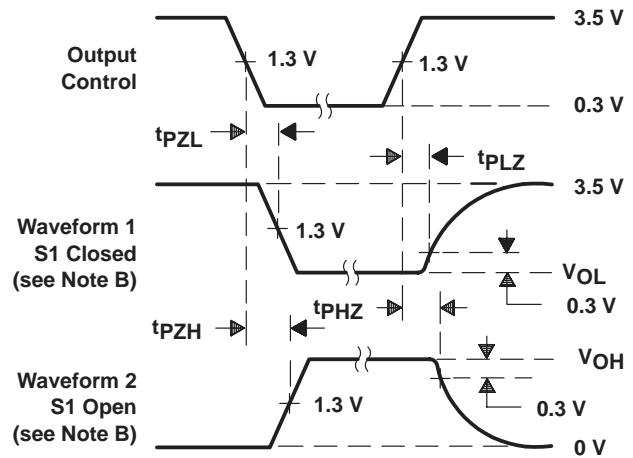 3.5 V
Output
Control
1.3 V
1.3 V
0.3 V
tPZL
tPLZ
3.5 V
Waveform 1
S1 Closed
(see Note B)
1.3 V
VOL
0.3 V
tPZH
tPHZ
VOH
Waveform 2
S1 Open
(see Note B)
1.3 V
0.3 V
0 V